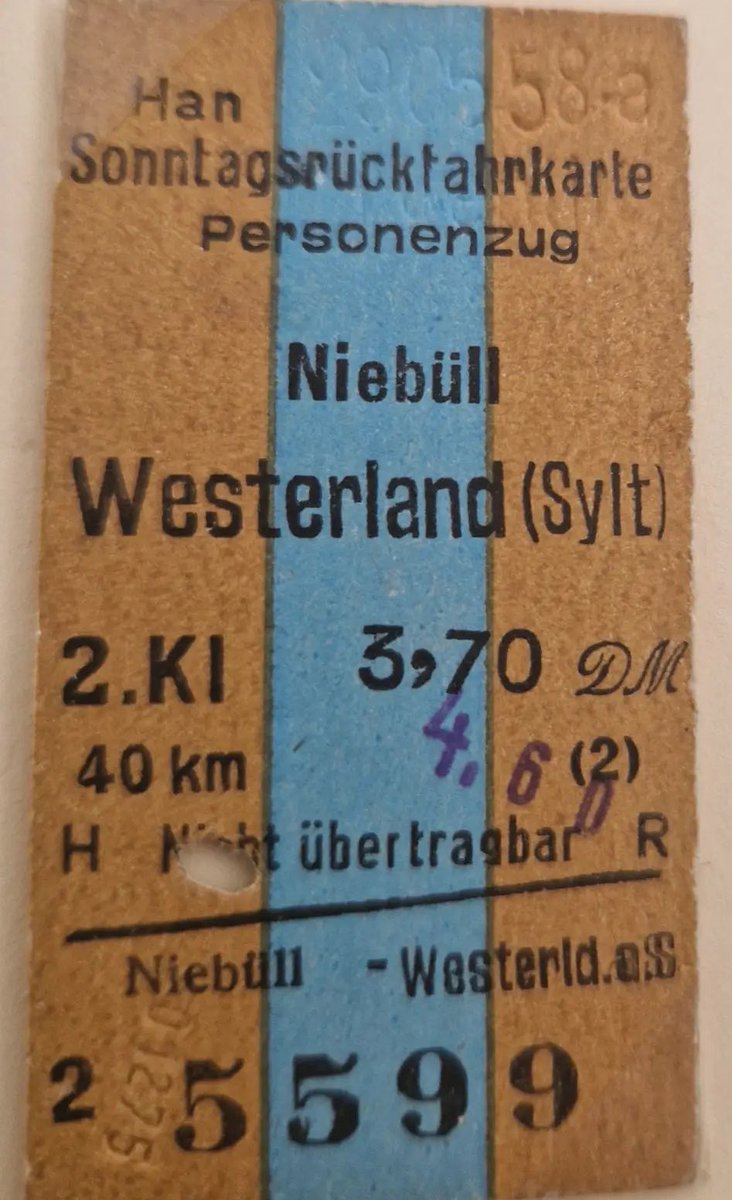 58-a
Han
Sonntagsrückfahrkarte
Personenzug
Niebüll
Westerland (Sylt)
2.Kl 3,70 DM
4.60
40 km (2)
H Nicht übertragbar R
Niebüll - Westerld.
2 5599